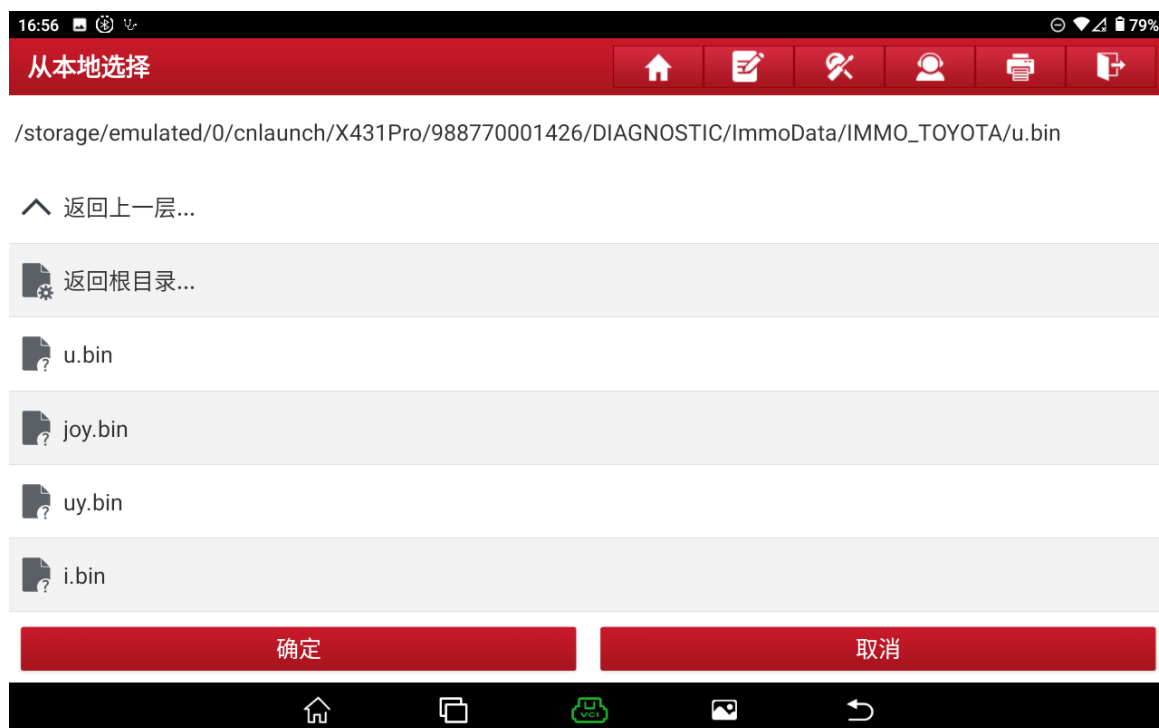 16:56
79%
从本地选择
/storage/emulated/0/cnlaunch/X431Pro/988770001426/DIAGNOSTIC/ImmoData/IMMO_TOYOTA/u.bin
返回上一层...
返回根目录...
u.bin
joy.bin
uy.bin
i.bin
确定
取消
VCI